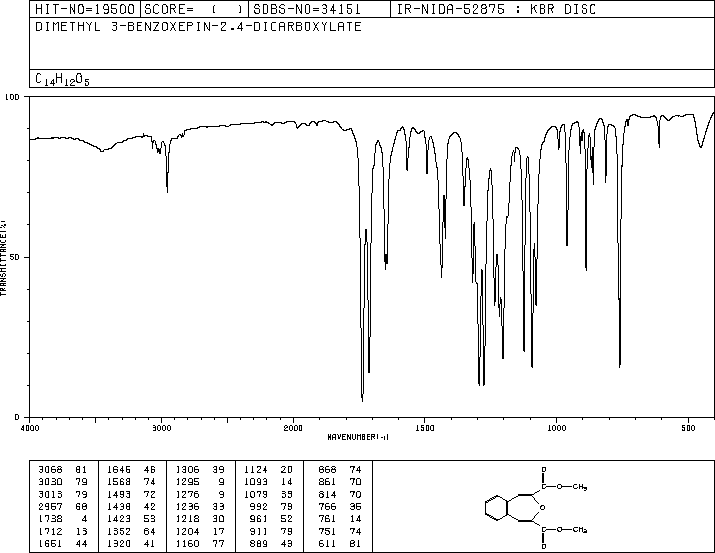 HIT-NO=19500 SCORE= ( ) SDBS-NO=34151 IR-NIDA-52875 : KBR DISC
DIMETHYL 3-BENZOXEPIN-2,4-DICARBOXYLATE
C14H12O5
100
50
0
TRANSMITTANCE(%)
4000 3000 2000 1500 1000 500
WAVENUMBER(-1)
3068 81 1646 46 1306 39 1124 20 868 74
3030 79 1568 74 1295 9 1093 14 861 70
3013 79 1493 72 1276 9 1079 33 814 70
2957 68 1438 42 1236 33 992 79 766 35
1738 4 1423 53 1218 30 961 52 761 14
1712 13 1352 64 1204 17 911 79 751 74
1651 44 1320 41 1160 77 889 43 611 81
O
C-O-CH3
O
C-O-CH3
O